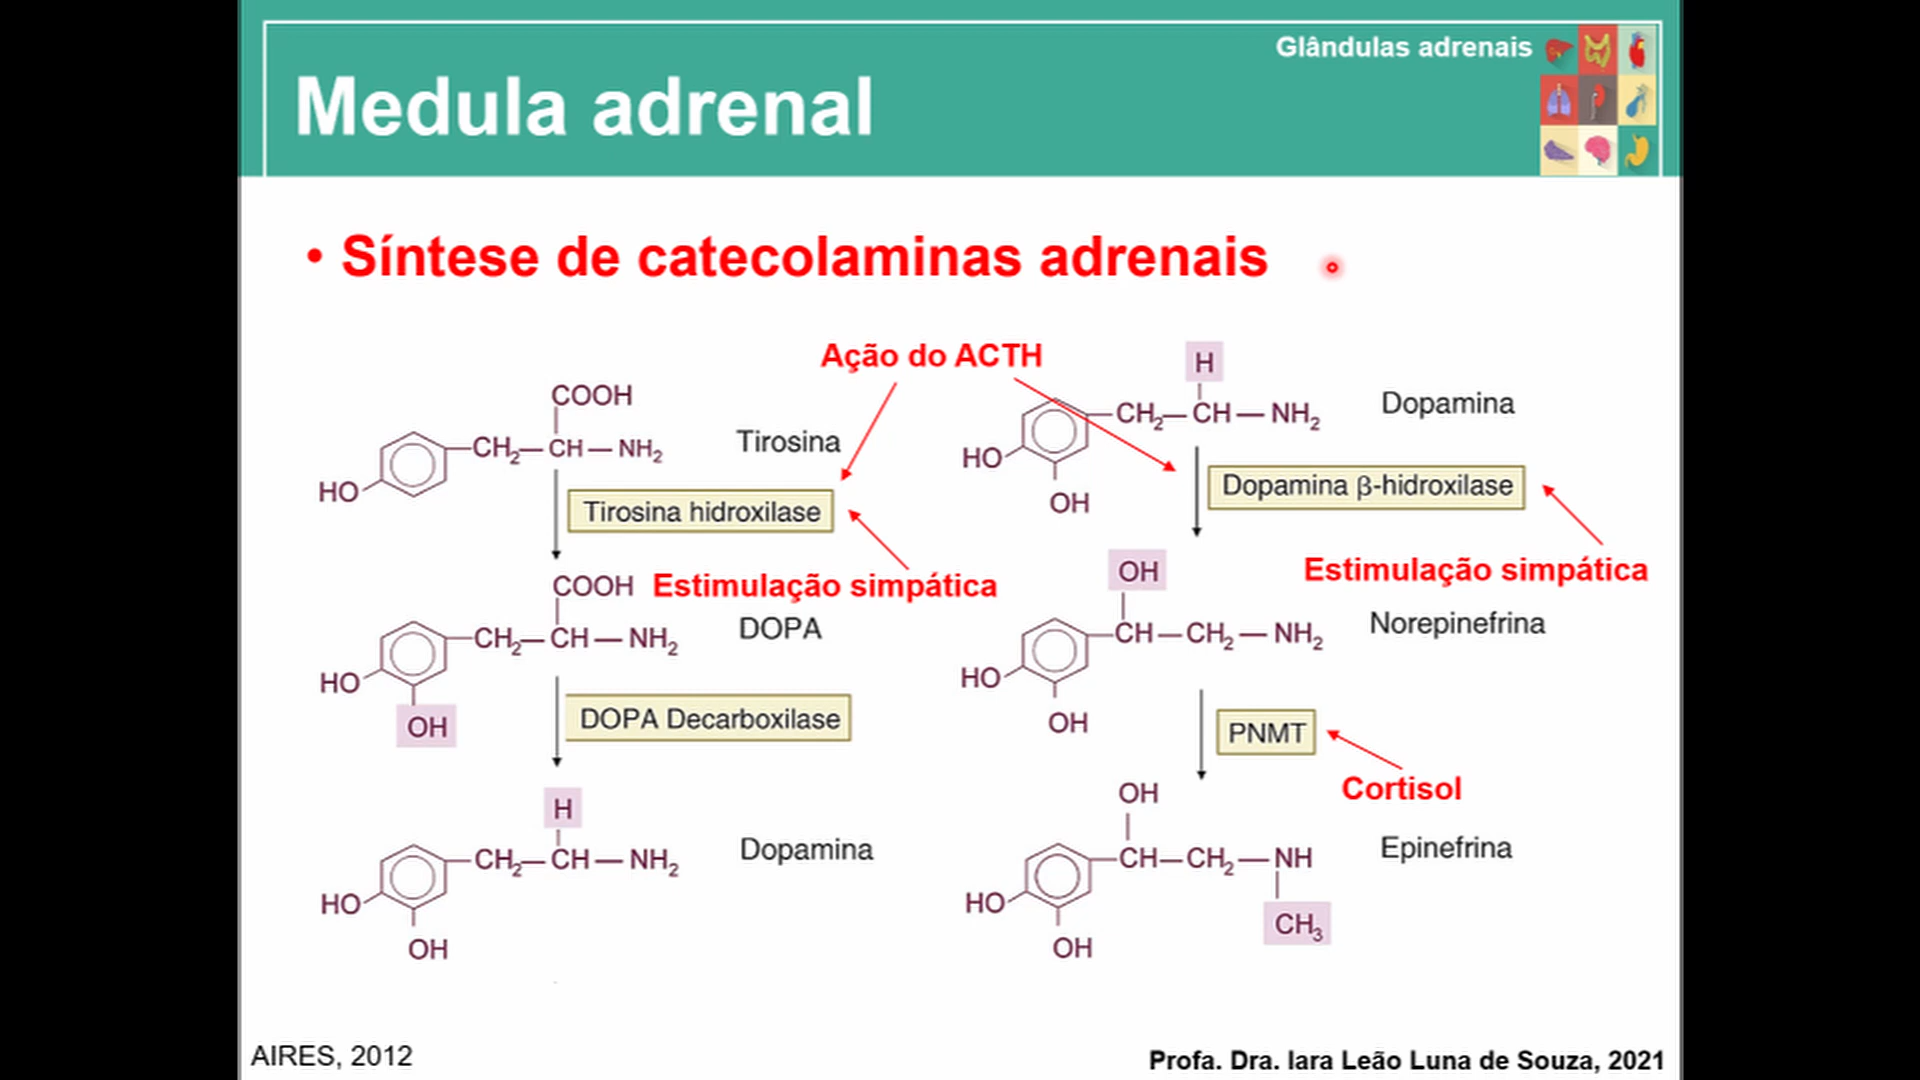 Glândulas adrenais
Medula adrenal
• Síntese de catecolaminas adrenais
Ação do ACTH
COOH
CH2—CH—NH2
HO
Tirosina
Tirosina hidroxilase
Estimulação simpática
COOH
CH2—CH—NH2
HO
OH
DOPA
DOPA Decarboxilase
H
CH2—CH—NH2
HO
OH
Dopamina
H
CH2—CH—NH2
HO
OH
Dopamina
Dopamina β-hidroxilase
Estimulação simpática
OH
CH—CH2—NH2
HO
OH
Norepinefrina
PNMT
Cortisol
OH
CH—CH2—NH
HO
OH
CH3
Epinefrina
AIRES, 2012
Profa. Dra. Iara Leão Luna de Souza, 2021